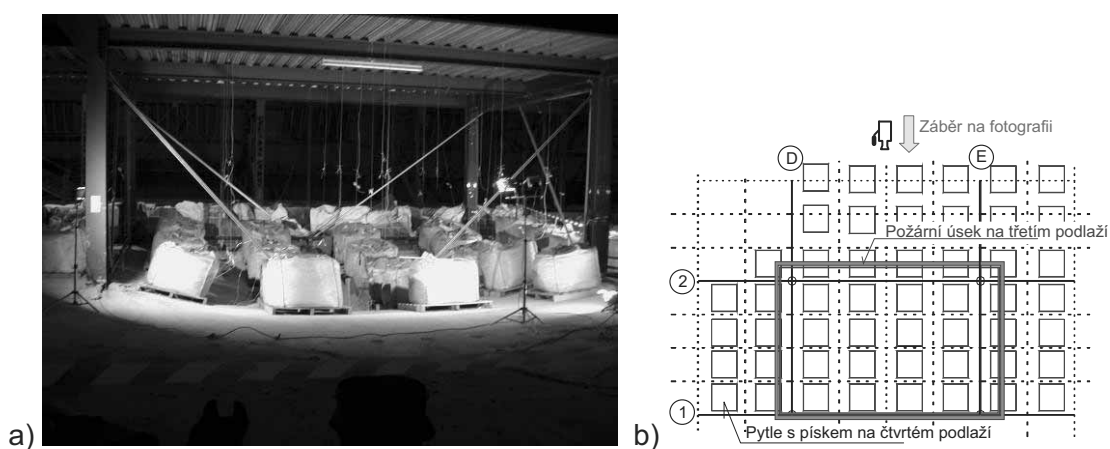 a)
Záběr na fotografii
D
E
Požární úsek na třetím podlaží
2
1
Pytle s pískem na čtvrtém podlaží
b)